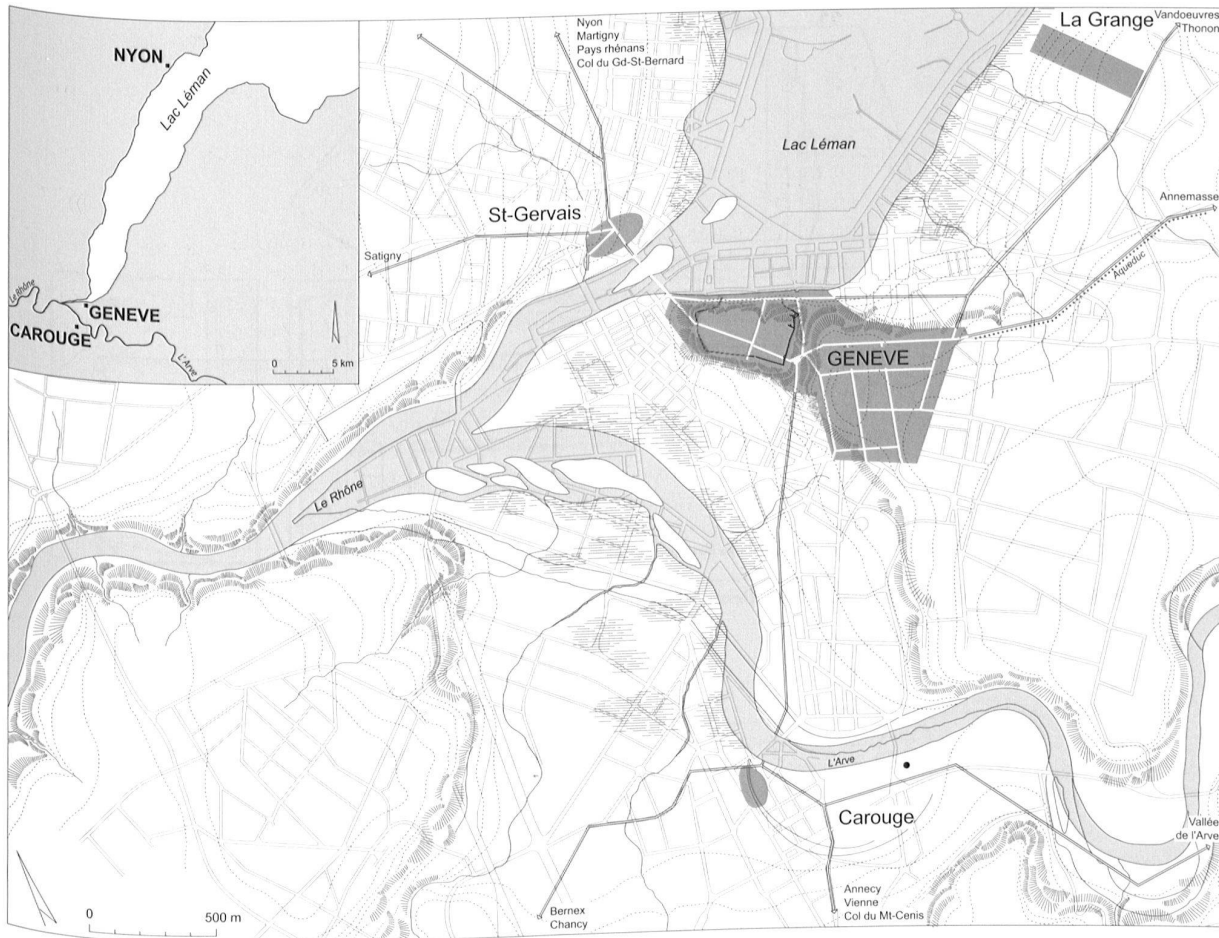 NYON
Lac Léman
Le Rhône
GENEVE
CAROUGE
L'Arve
0 5 km
Nyon
Martigny
Pays rhénans
Col du Gd-St-Bernard
La Grange
Vandoeuvres
Thonon
Lac Léman
St-Gervais
Satigny
Annemasse
Aqueduc
GENEVE
Le Rhône
L'Arve
Carouge
Vallée
de l'Arve
Bernex
Chancy
Annecy
Vienne
Col du Mt-Cenis
0 500 m